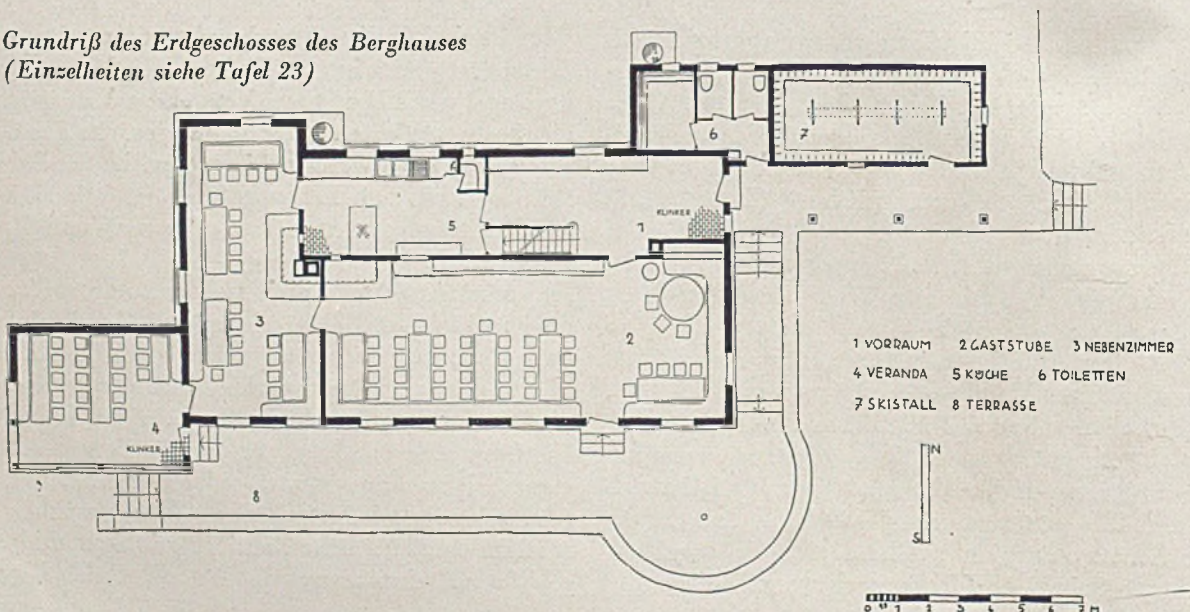 Grundriß des Erdgeschosses des Berghauses
(Einzelheiten siehe Tafel 23)
6
7
KLINKER
5
1
3
2
1 VORRAUM 2 GASTSTUBE 3 NEBENZIMMER
4 VERANDA 5 KÜCHE 6 TOILETTEN
7 SKISTALL 8 TERRASSE
4
KLINKER
N
8
S
0 1 2 3 4 5 6 7 M